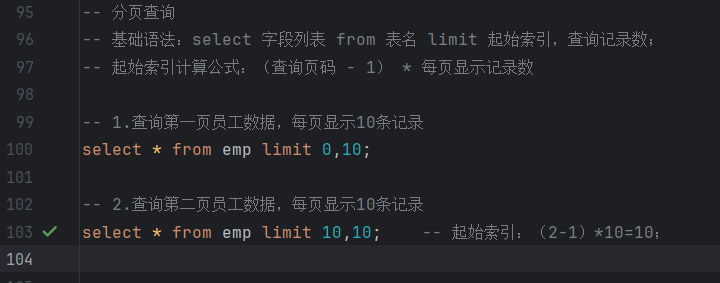 95 -- 分页查询
96 -- 基础语法：select 字段列表 from 表名 limit 起始索引，查询记录数；
97 -- 起始索引计算公式：（查询页码 - 1） * 每页显示记录数
98
99 -- 1.查询第一页员工数据，每页显示10条记录
100 select * from emp limit 0,10;
101
102 -- 2.查询第二页员工数据，每页显示10条记录
103 select * from emp limit 10,10; -- 起始索引：（2-1）*10=10；
104